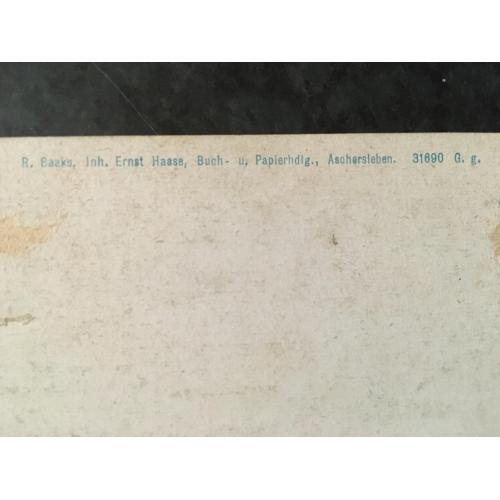 R. Baake, Inh. Ernst Haase, Buch- u. Papierhdlg., Aschersleben. 31690 G. g.